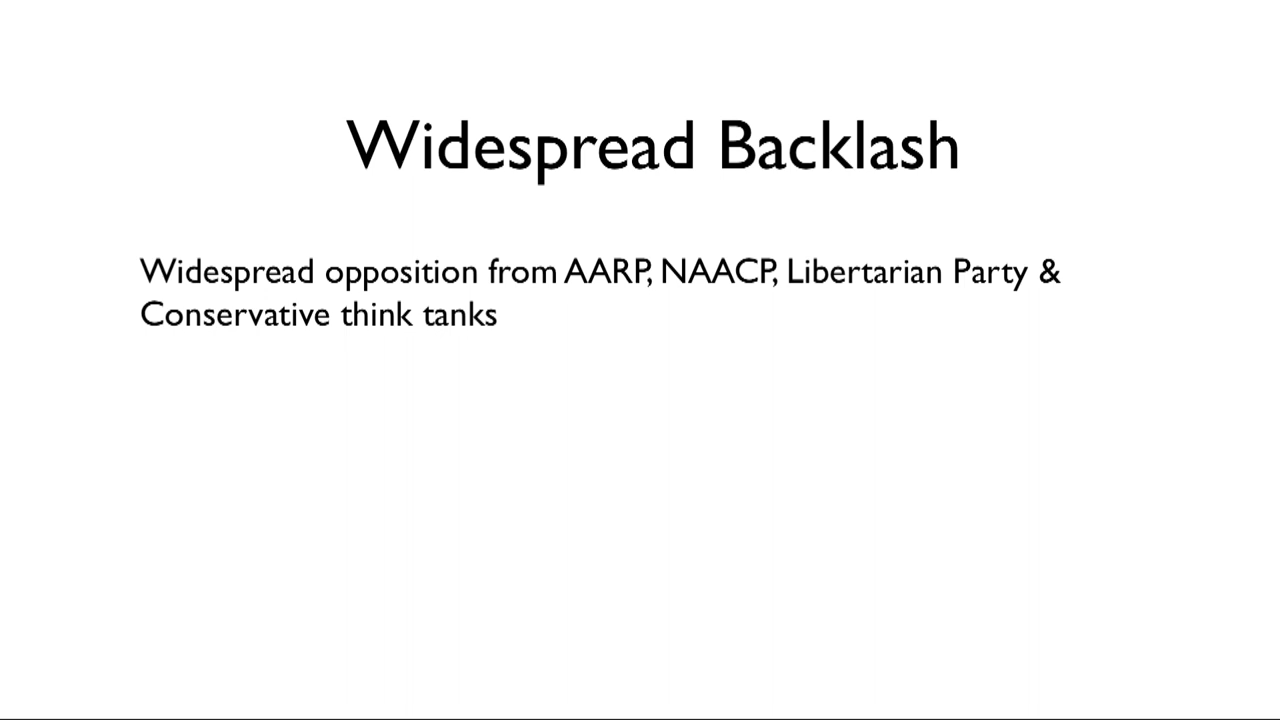 Widespread Backlash
Widespread opposition from AARP, NAACP, Libertarian Party &
Conservative think tanks